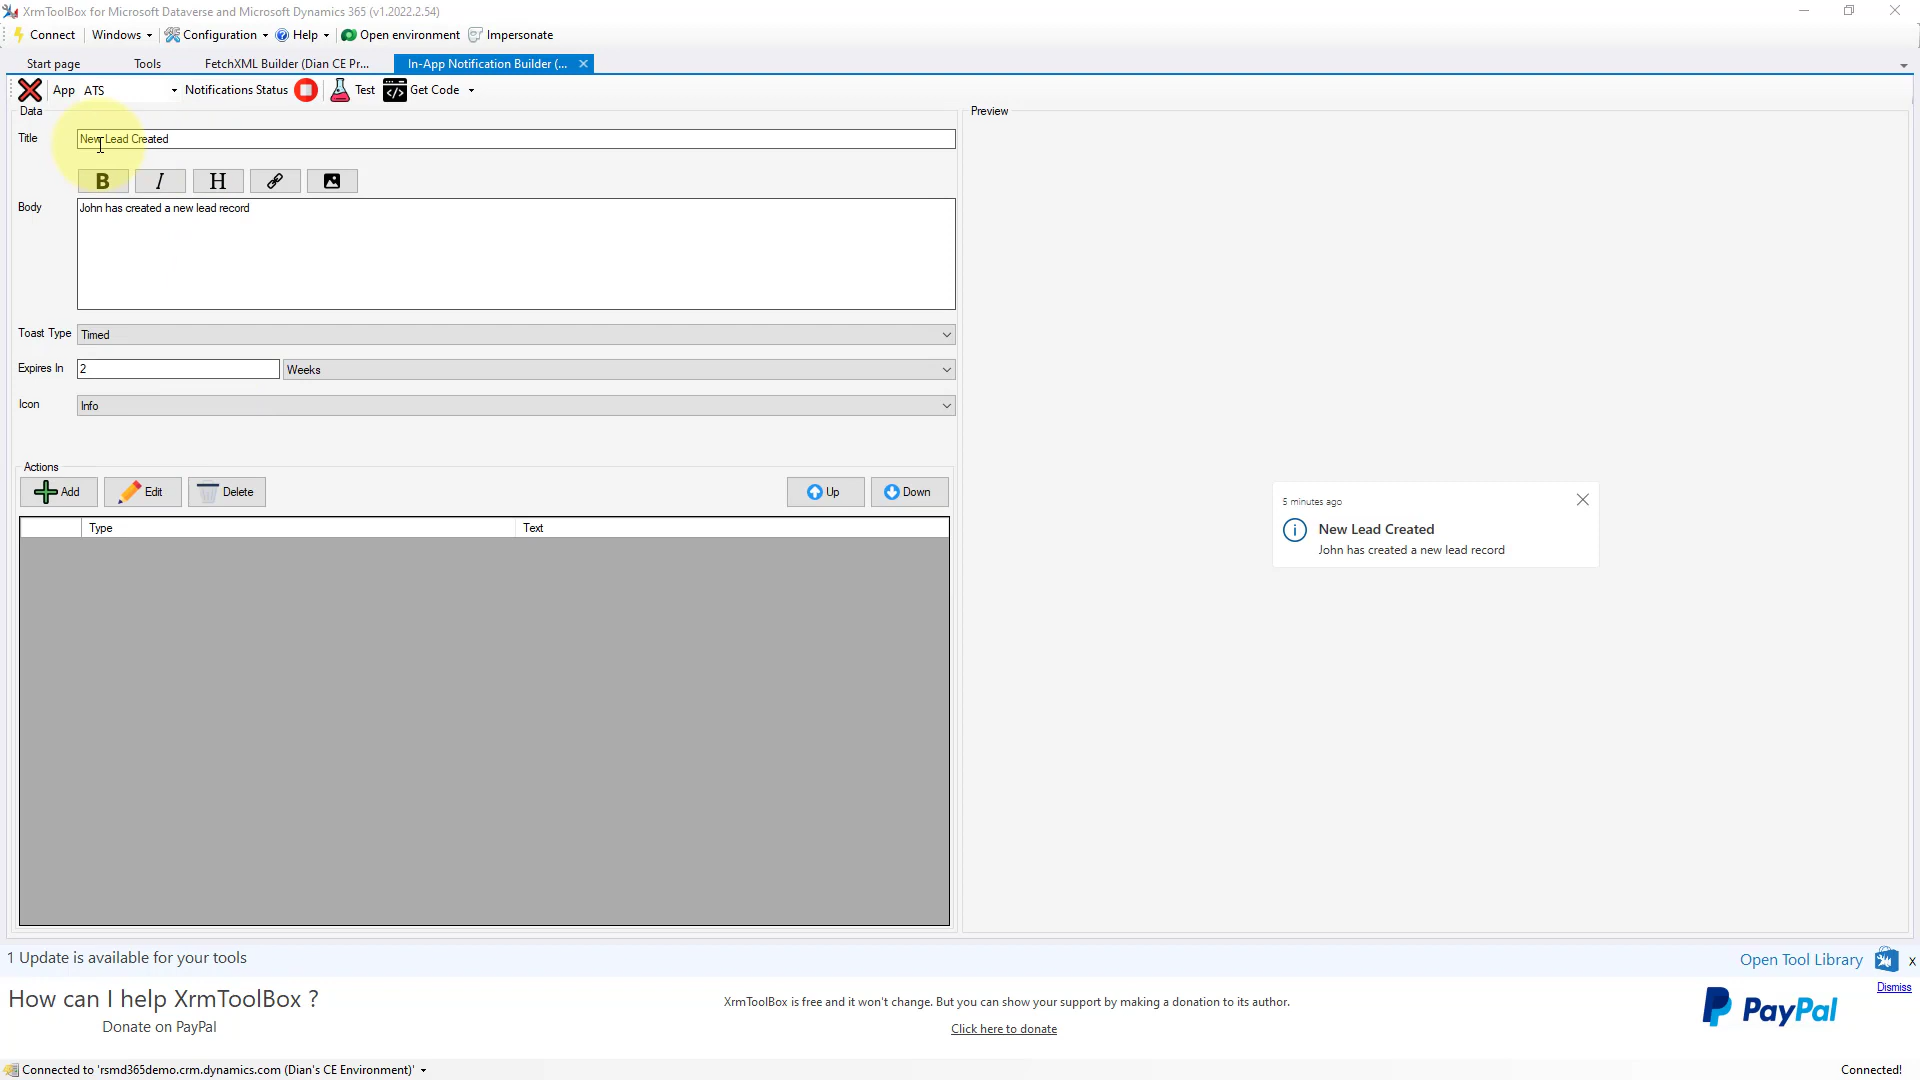 XrmToolBox for Microsoft Dataverse and Microsoft Dynamics 365 (v1.2022.2.54)
Connect Windows Configuration Help Open environment Impersonate
Start page Tools FetchXML Builder (Dian CE Pr... In-App Notification Builder (...
App ATS Notifications Status Test Get Code
Data
Preview
Title New Lead Created
B I H
Body John has created a new lead record
Toast Type Timed
Expires In 2 Weeks
Icon Info
Actions
Add Edit Delete Up Down
Type Text
5 minutes ago
New Lead Created
John has created a new lead record
1 Update is available for your tools
Open Tool Library x
Dismiss
How can I help XrmToolBox ?
Donate on PayPal
XrmToolBox is free and it won't change. But you can show your support by making a donation to its author.
Click here to donate
PayPal
Connected to 'rsmd365demo.crm.dynamics.com (Dian's CE Environment)'
Connected!